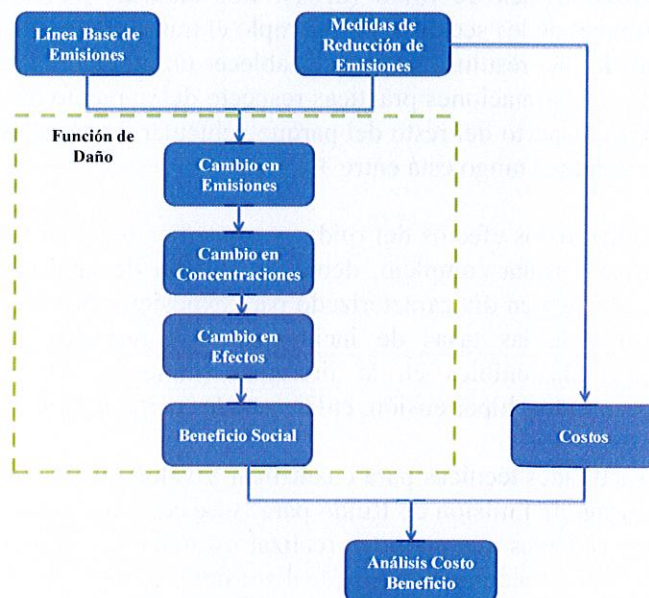 Línea Base de
Emisiones
Medidas de
Reducción de
Emisiones
Función de
Daño
Cambio en
Emisiones
Cambio en
Concentraciones
Cambio en
Efectos
Beneficio Social
Costos
Análisis Costo
Beneficio